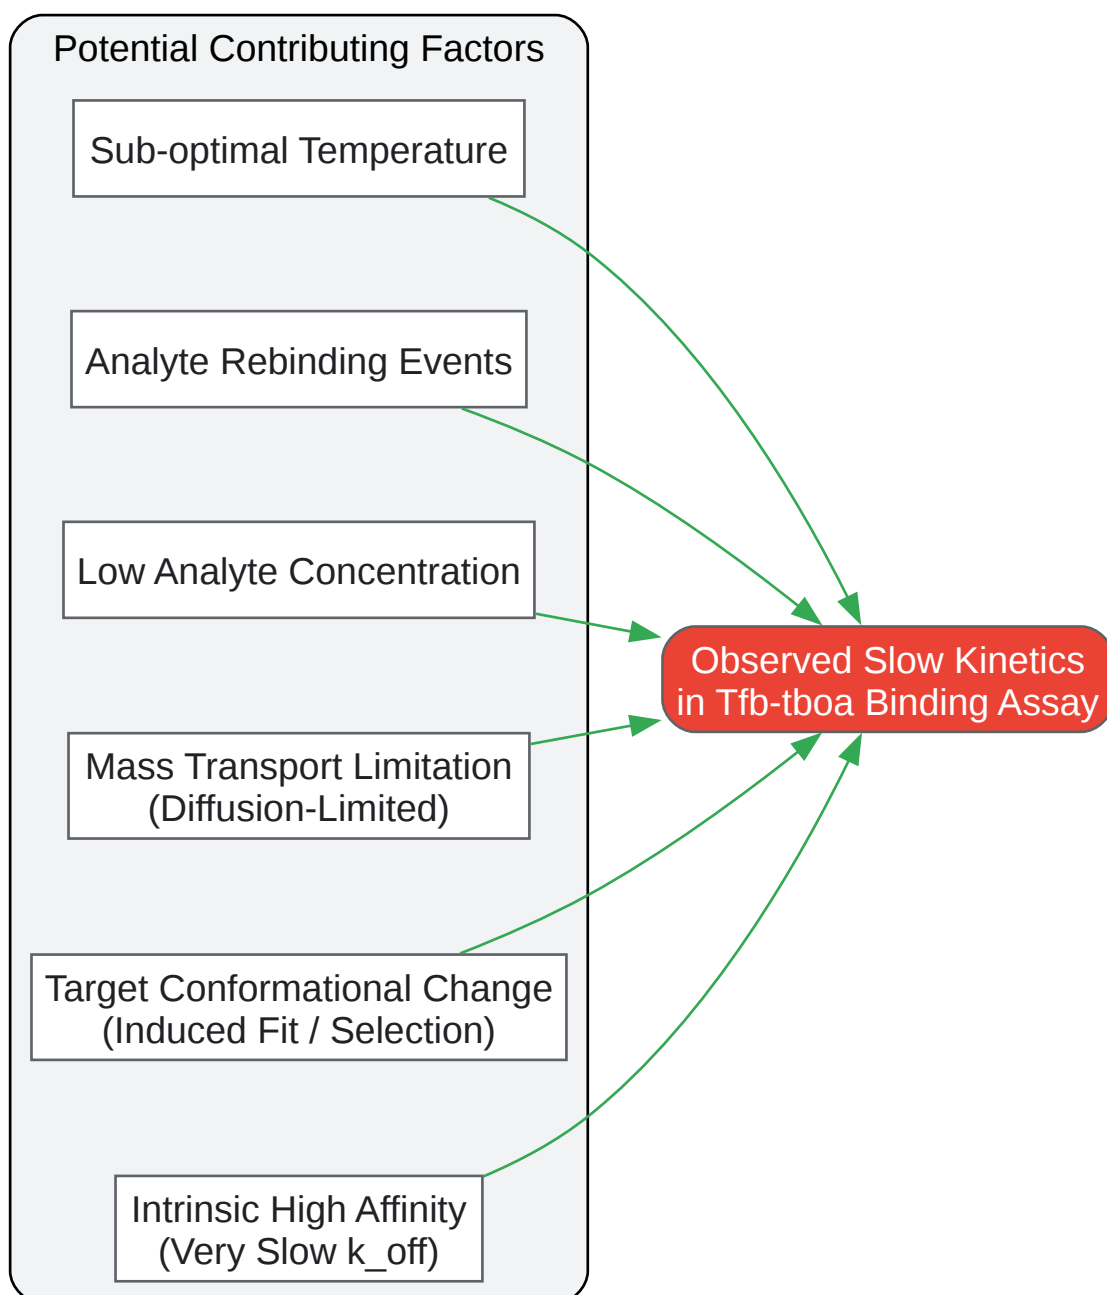 Potential Contributing Factors
Sub-optimal Temperature
Analyte Rebinding Events
Low Analyte Concentration
Mass Transport Limitation
(Diffusion-Limited)
Target Conformational Change
(Induced Fit / Selection)
Intrinsic High Affinity
(Very Slow k_off)
Observed Slow Kinetics
in Tfb-tboa Binding Assay